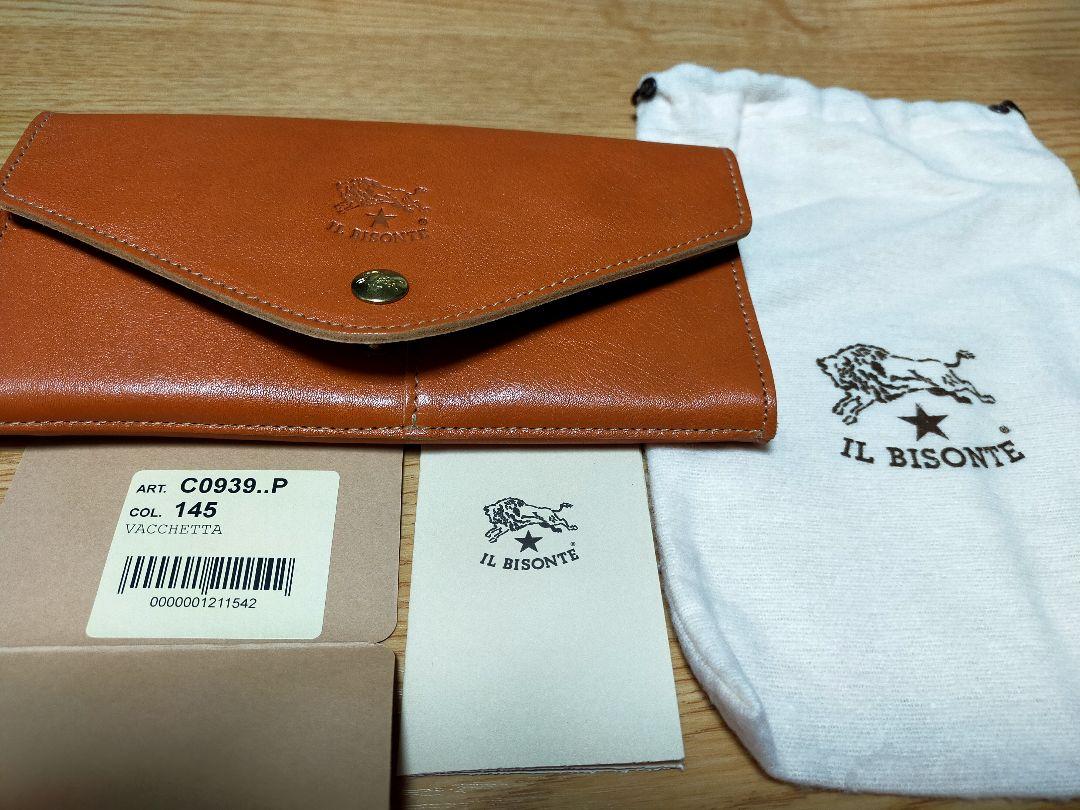 IL BISONTE®
IL BISONTE®
ART. C0939..P
COL. 145
VACCHETTA
0000001211542
IL BISONTE®